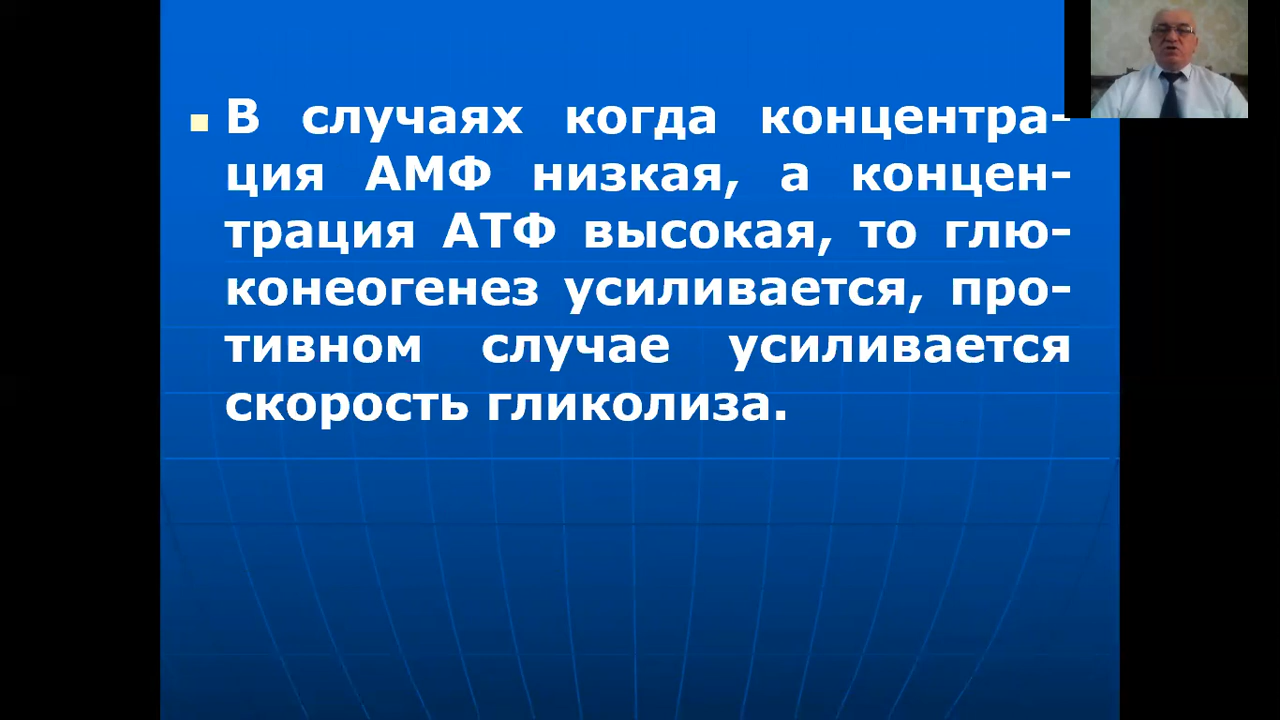 В случаях когда концентра-
ция АМФ низкая, а концен-
трация АТФ высокая, то глю-
конеогенез усиливается, про-
тивном случае усиливается
скорость гликолиза.